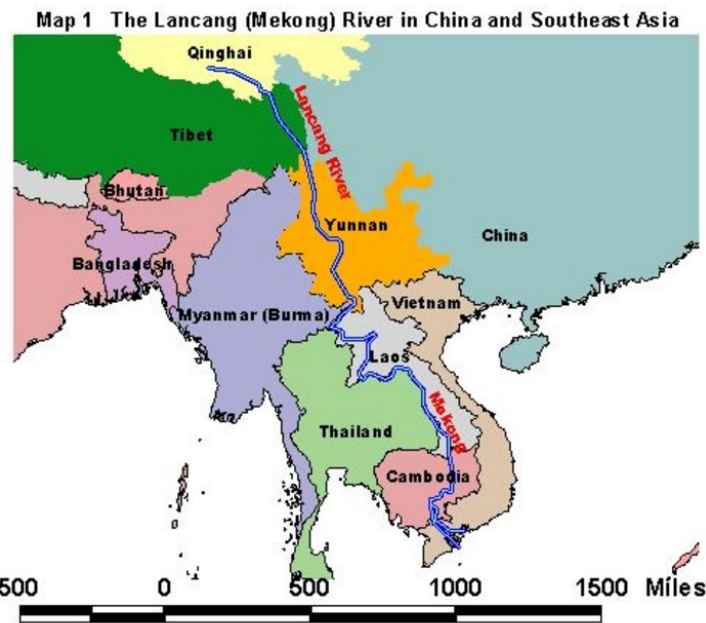 Map 1 The Lancang (Mekong) River in China and Southeast Asia
Qinghai
Lancang River
Tibet
Bhutan
Yunnan
China
Bangladesh
Vietnam
Myanmar (Burma)
Laos
Mekong
Thailand
Cambodia
500 0 500 1000 1500 Miles